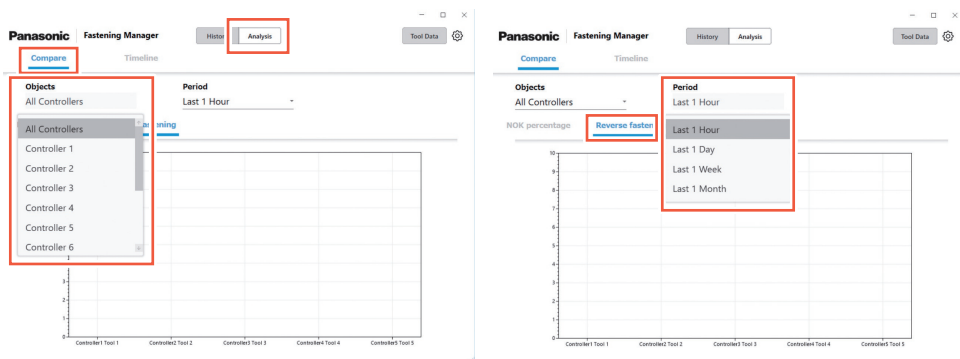 Panasonic Fastening Manager
Histor Analysis
Tool Data
Compare Timeline
Objects Period
All Controllers Last 1 Hour
All Controllers
Controller 1
Controller 2
Controller 3
Controller 4
Controller 5
Controller 6
ening
3
2
1
0
Controller1 Tool 1 Controller2 Tool 2 Controller3 Tool 3 Controller4 Tool 4 Controller5 Tool 5
Panasonic Fastening Manager
History Analysis
Tool Data
Compare Timeline
Objects Period
All Controllers Last 1 Hour
NOK percentage Reverse fasten
Last 1 Hour
Last 1 Day
Last 1 Week
Last 1 Month
10
9
8
7
6
5
4
3
2
1
0
Controller1 Tool 1 Controller2 Tool 2 Controller3 Tool 3 Controller4 Tool 4 Controller5 Tool 5